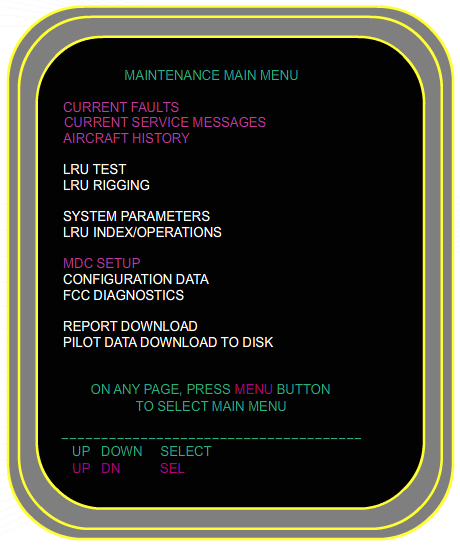 MAINTENANCE MAIN MENU
CURRENT FAULTS
CURRENT SERVICE MESSAGES
AIRCRAFT HISTORY
LRU TEST
LRU RIGGING
SYSTEM PARAMETERS
LRU INDEX/OPERATIONS
MDC SETUP
CONFIGURATION DATA
FCC DIAGNOSTICS
REPORT DOWNLOAD
PILOT DATA DOWNLOAD TO DISK
ON ANY PAGE, PRESS MENU BUTTON
TO SELECT MAIN MENU
UP DOWN SELECT
UP DN SEL